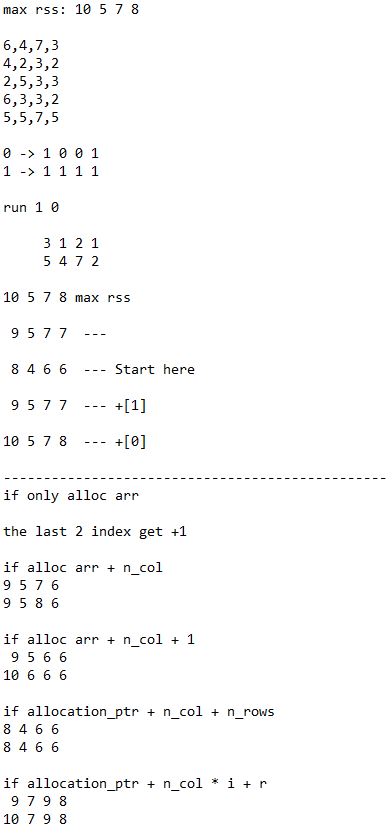 max rss: 10 5 7 8
6,4,7,3
4,2,3,2
2,5,3,3
6,3,3,2
5,5,7,5
0 -> 1 0 0 1
1 -> 1 1 1 1
run 1 0
3 1 2 1
5 4 7 2
10 5 7 8 max rss
9 5 7 7  ---
8 4 6 6  --- Start here
9 5 7 7  --- +[1]
10 5 7 8  --- +[0]
------------------------------------------------
if only alloc arr
the last 2 index get +1
if alloc arr + n_col
9 5 7 6
9 5 8 6
if alloc arr + n_col + 1
9 5 6 6
10 6 6 6
if allocation_ptr + n_col + n_rows
8 4 6 6
8 4 6 6
if allocation_ptr + n_col * i + r
9 7 9 8
10 7 9 8